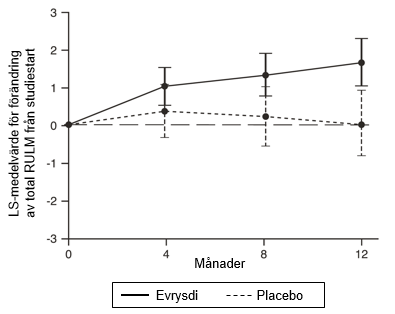 LS-medelvärde för förändring
av total RULM från studiestart
3
2
1
0
-1
-2
-3
0
4
8
12
Månader
Evrysdi
Placebo